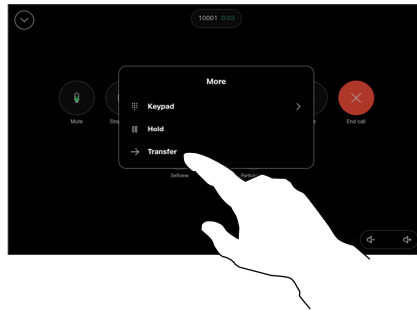 10001 0:03
More
Keypad
Hold
Transfer
Mute
End call
Selfview